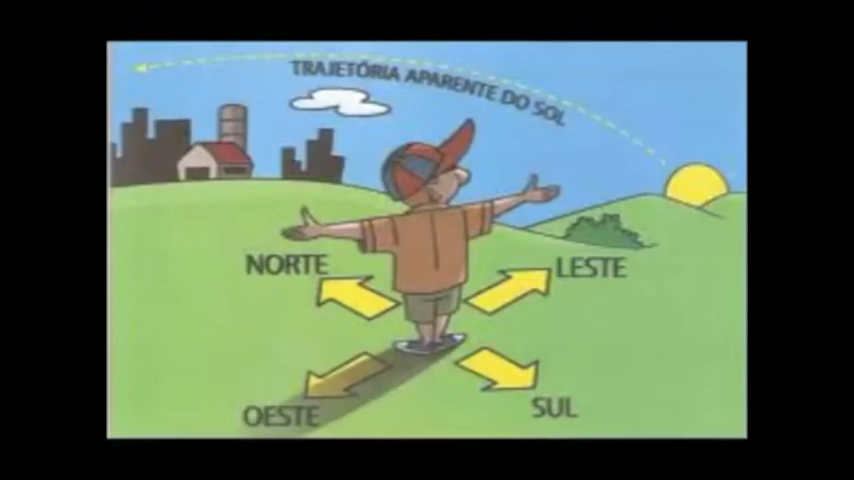 TRAJETÓRIA APARENTE DO SOL
NORTE
LESTE
OESTE
SUL